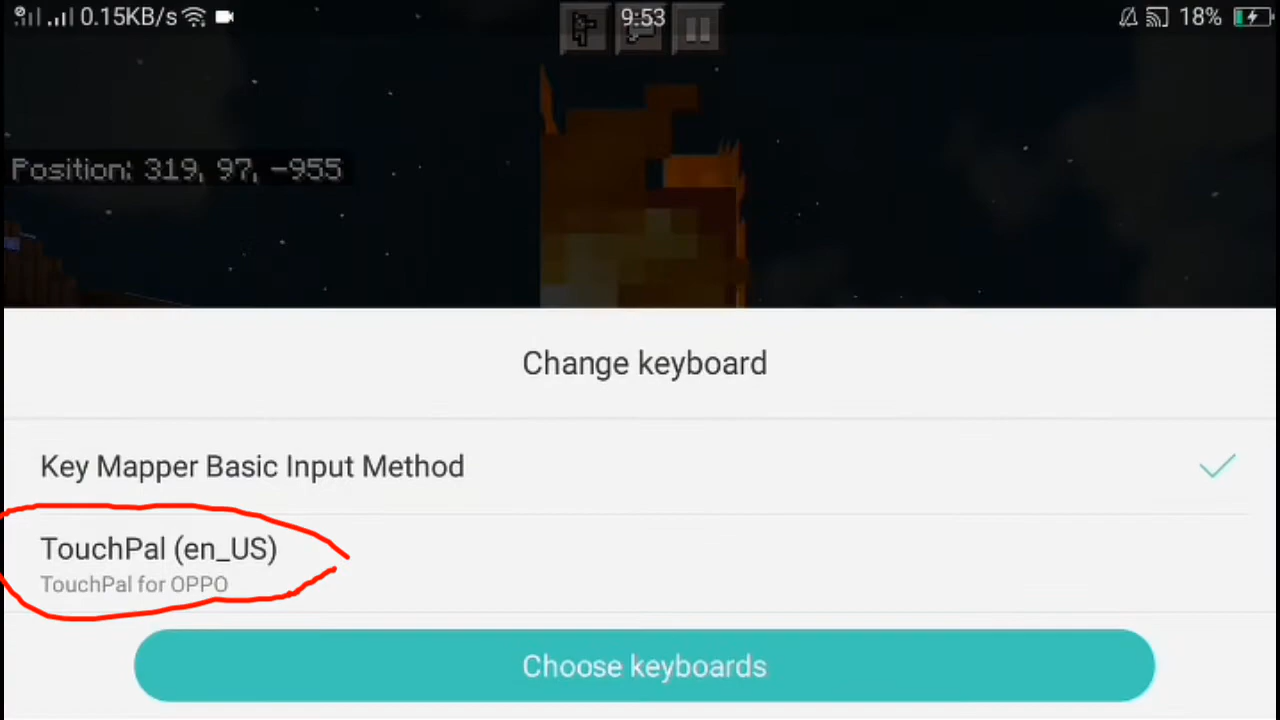 0.15KB/s 9:53 18%
Position: 319, 97, -955
Change keyboard
Key Mapper Basic Input Method
TouchPal (en_US)
TouchPal for OPPO
Choose keyboards